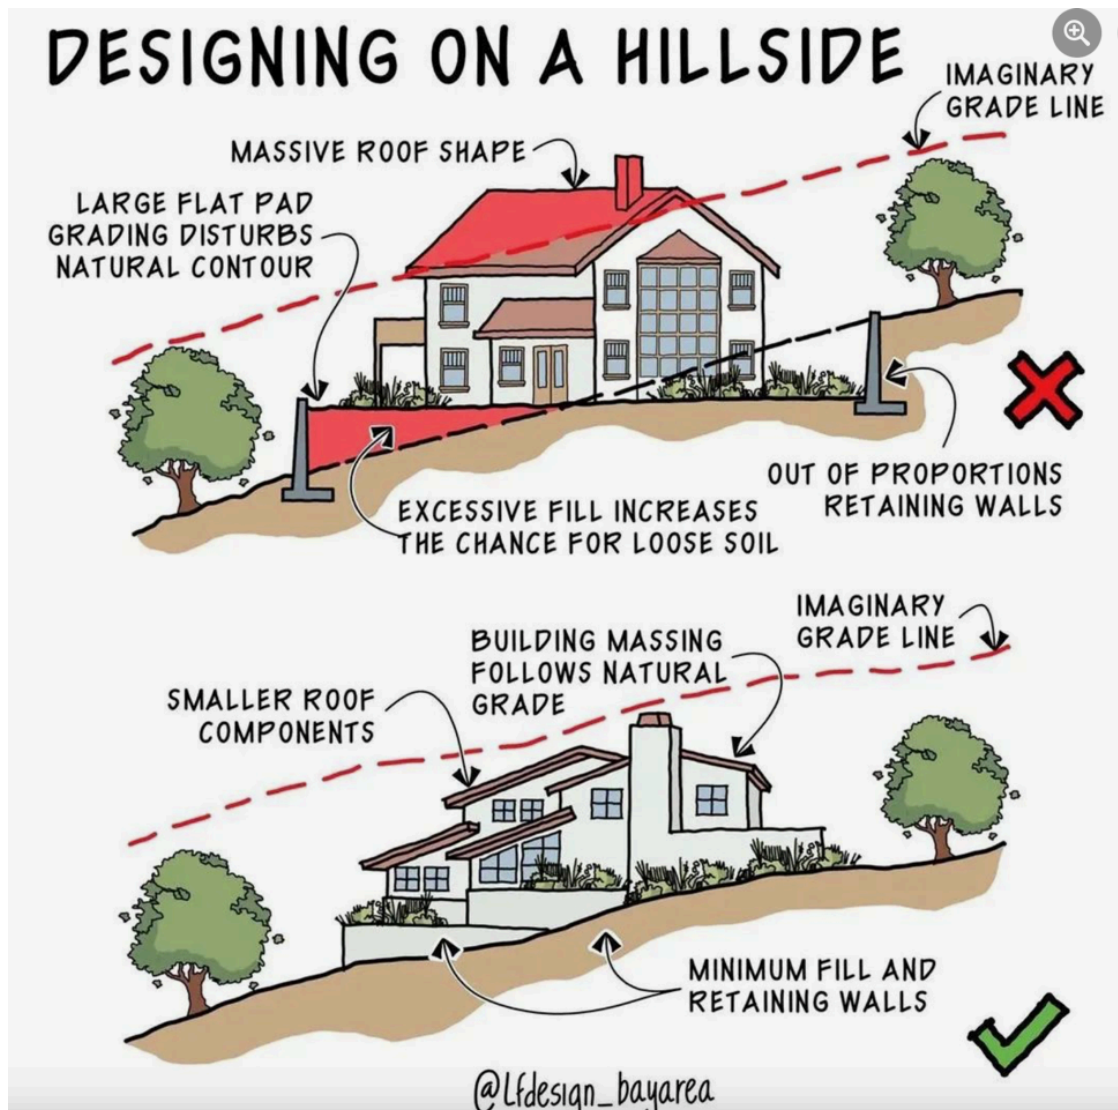 DESIGNING ON A HILLSIDE
IMAGINARY
GRADE LINE
MASSIVE ROOF SHAPE
LARGE FLAT PAD
GRADING DISTURBS
NATURAL CONTOUR
OUT OF PROPORTIONS
RETAINING WALLS
EXCESSIVE FILL INCREASES
THE CHANCE FOR LOOSE SOIL
IMAGINARY
GRADE LINE
BUILDING MASSING
FOLLOWS NATURAL
GRADE
SMALLER ROOF
COMPONENTS
MINIMUM FILL AND
RETAINING WALLS
@Lfdesign_bayarea